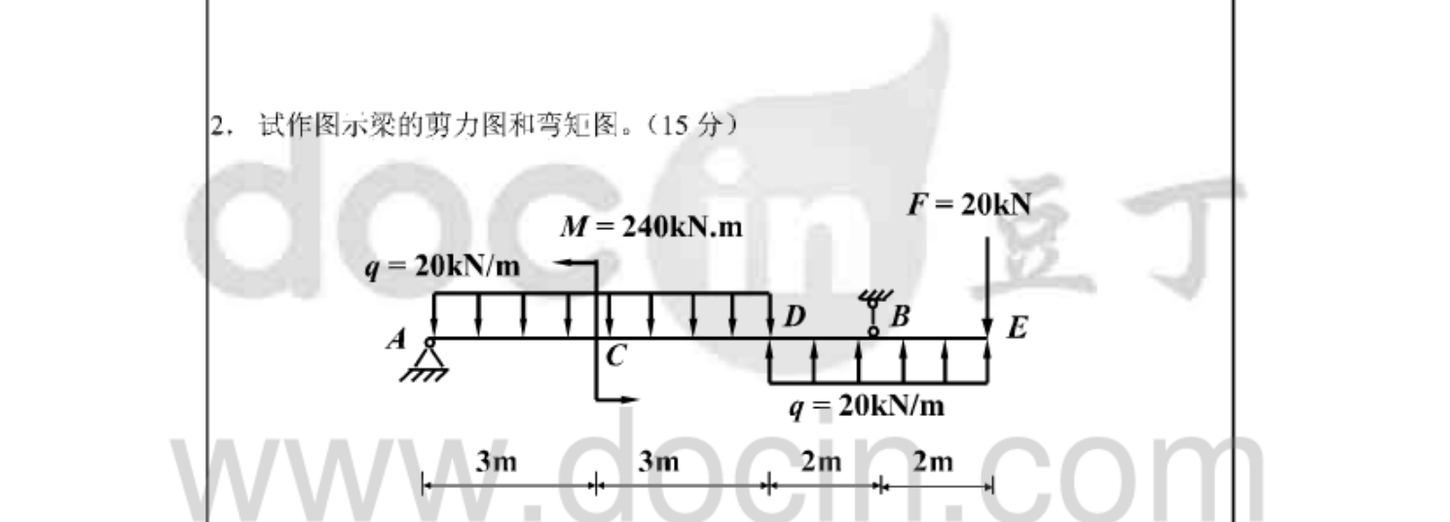 2. 试作图示梁的剪力图和弯矩图。（15 分）
F = 20kN
M = 240kN.m
q = 20kN/m
A
C
D
B
E
q = 20kN/m
3m
3m
2m
2m
docin 豆丁
www.docin.com